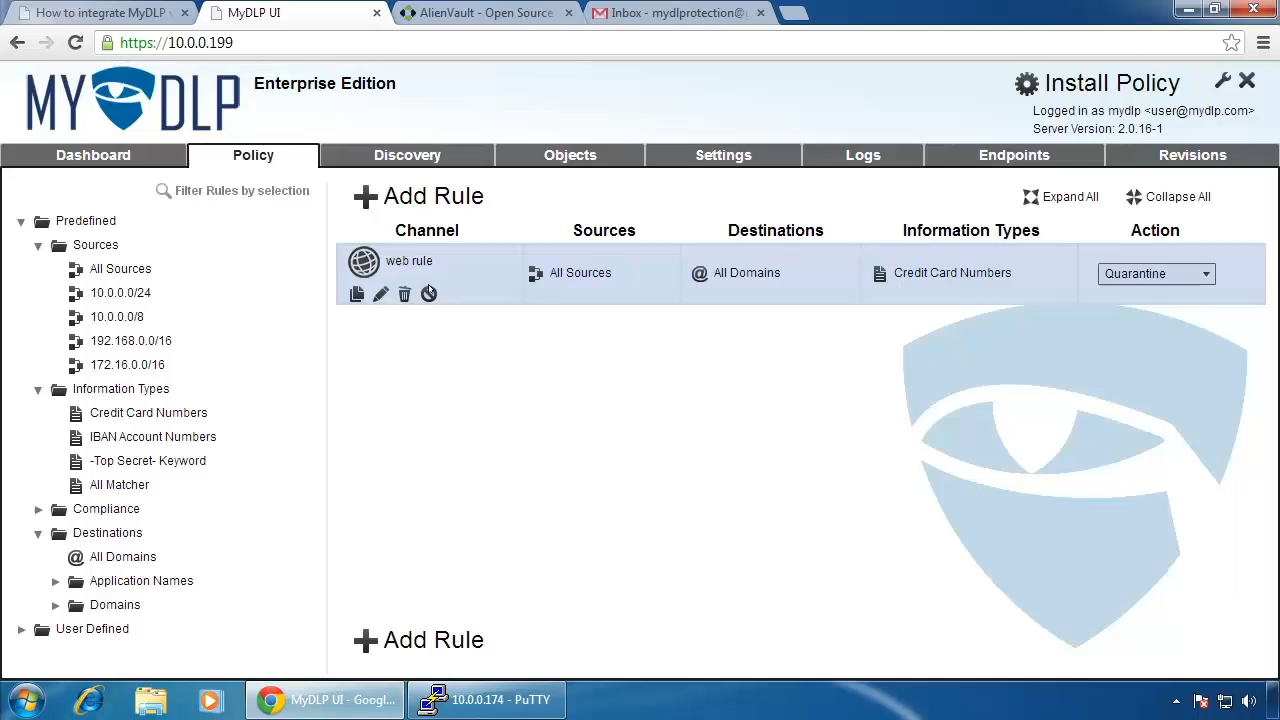 How to integrate MyDLP
MyDLP UI
AlienVault - Open Source
Inbox - mydlprotection@
https://10.0.0.199
MY DLP
Enterprise Edition
Install Policy
Logged in as mydlp <user@mydlp.com>
Server Version: 2.0.16-1
Dashboard
Policy
Discovery
Objects
Settings
Logs
Endpoints
Revisions
Filter Rules by selection
Predefined
Sources
All Sources
10.0.0.0/24
10.0.0.0/8
192.168.0.0/16
172.16.0.0/16
Information Types
Credit Card Numbers
IBAN Account Numbers
-Top Secret- Keyword
All Matcher
Compliance
Destinations
All Domains
Application Names
Domains
User Defined
Add Rule
Expand All
Collapse All
Channel
Sources
Destinations
Information Types
Action
web rule
All Sources
@ All Domains
Credit Card Numbers
Quarantine
Add Rule
MyDLP UI - Googl...
10.0.0.174 - PuTTY